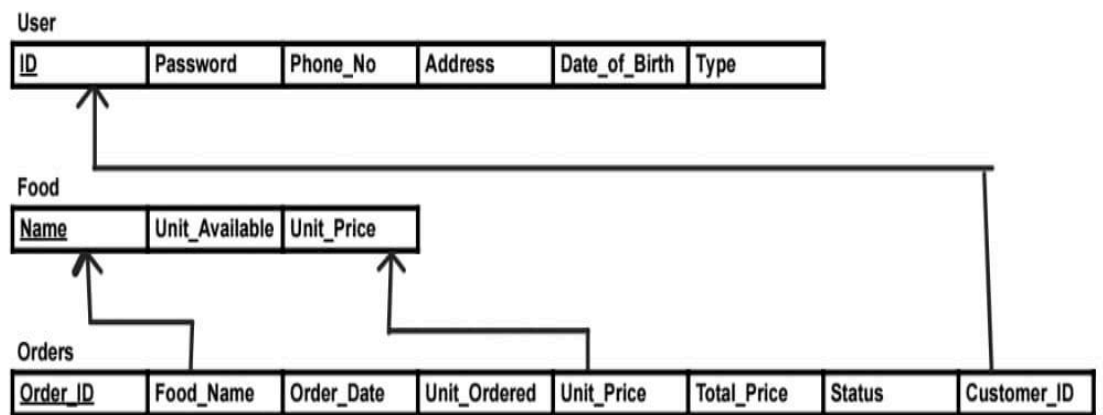 User
ID Password Phone_No Address Date_of_Birth Type
Food
Name Unit_Available Unit_Price
Orders
Order_ID Food_Name Order_Date Unit_Ordered Unit_Price Total_Price Status Customer_ID